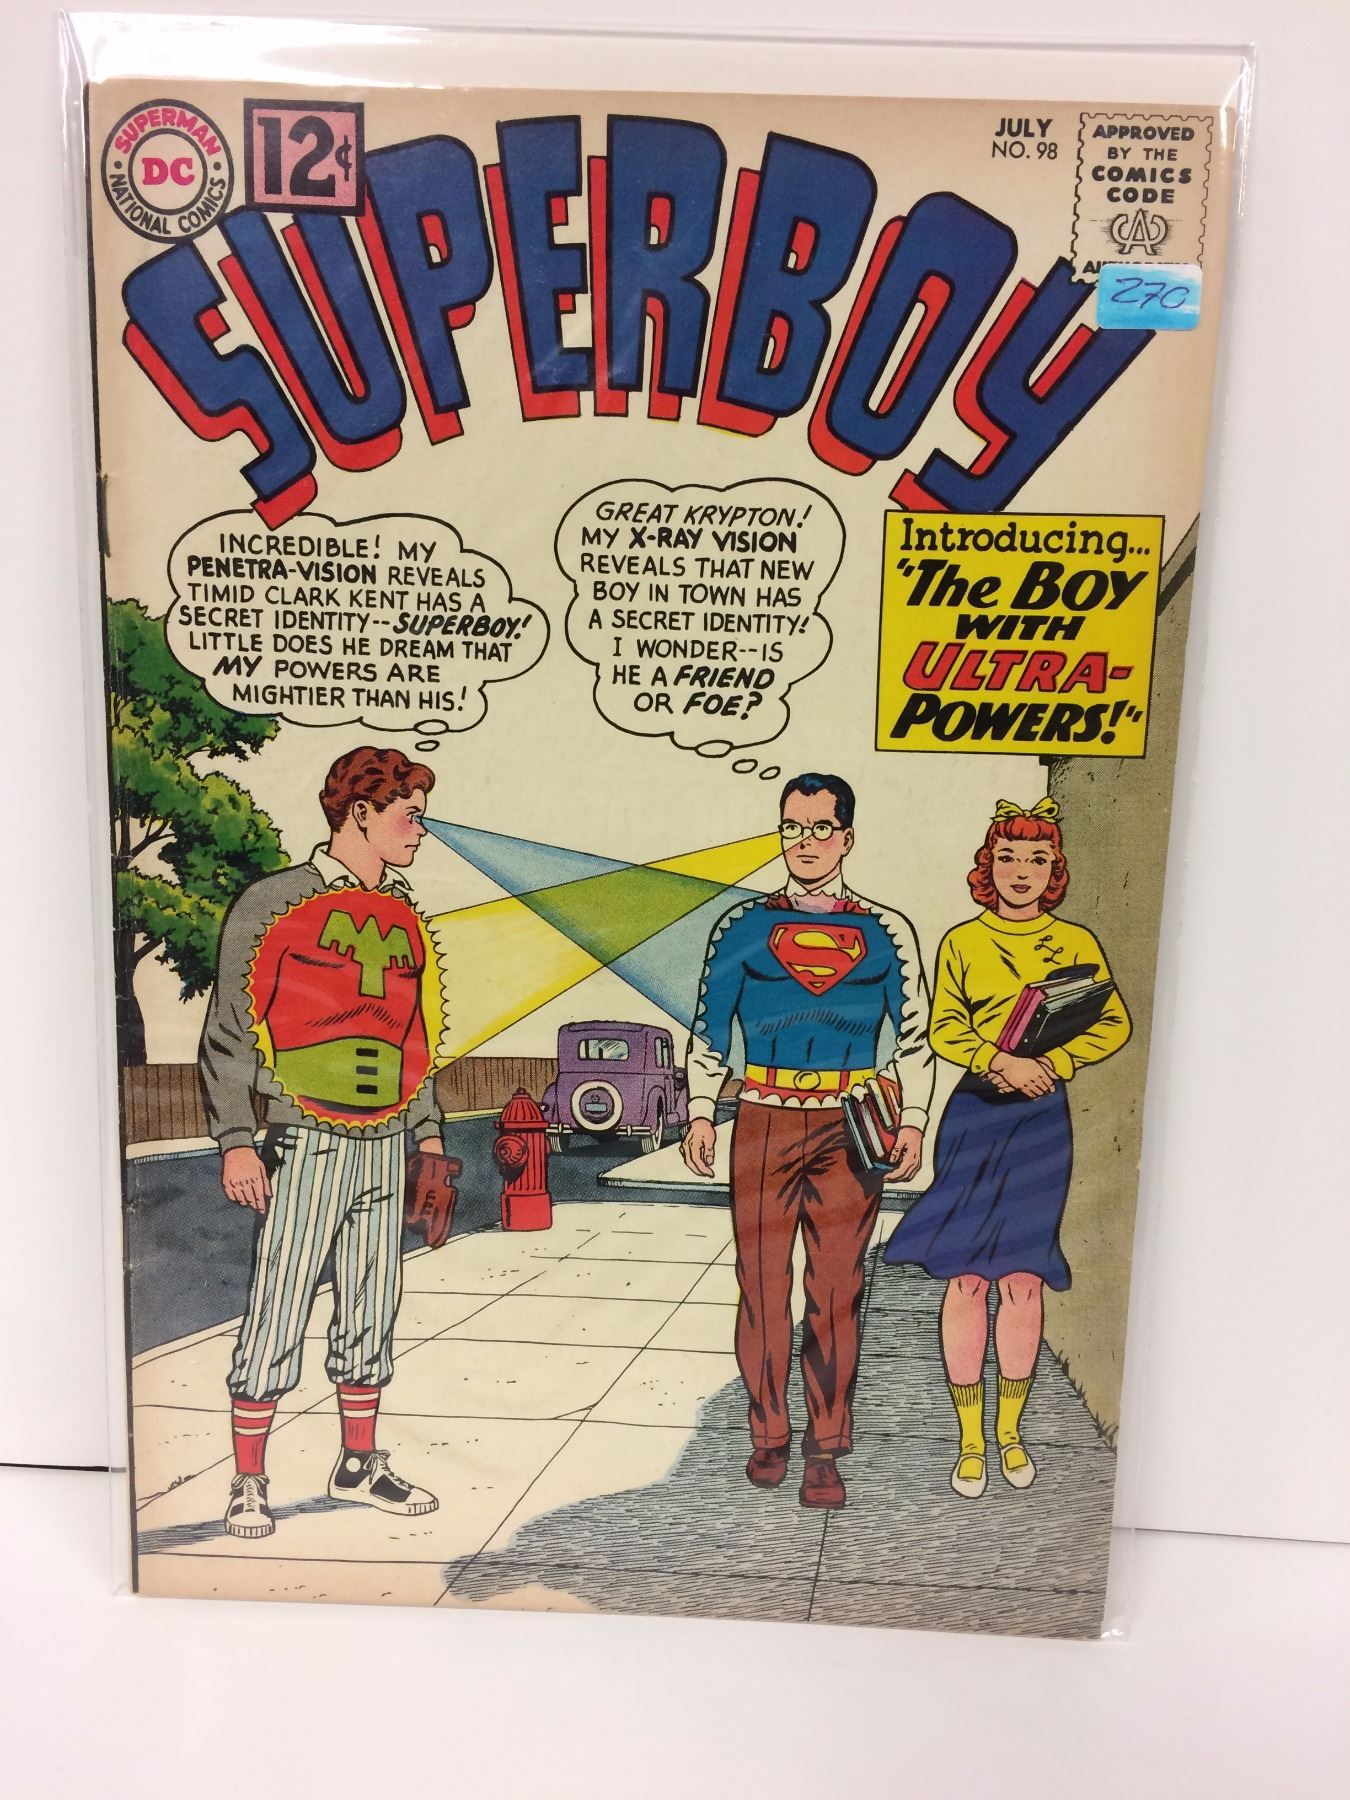 SUPERMAN
DC
NATIONAL COMICS
12¢
SUPERBOY
JULY
NO. 98
APPROVED
BY THE
COMICS
CODE
CA
270
INCREDIBLE! MY
PENETRA-VISION REVEALS
TIMID CLARK KENT HAS A
SECRET IDENTITY--SUPERBOY!
LITTLE DOES HE DREAM THAT
MY POWERS ARE
MIGHTIER THAN HIS!
GREAT KRYPTON!
MY X-RAY VISION
REVEALS THAT NEW
BOY IN TOWN HAS
A SECRET IDENTITY!
I WONDER--IS
HE A FRIEND
OR FOE?
Introducing...
"The BOY
WITH
ULTRA-
POWERS!"
S
LL